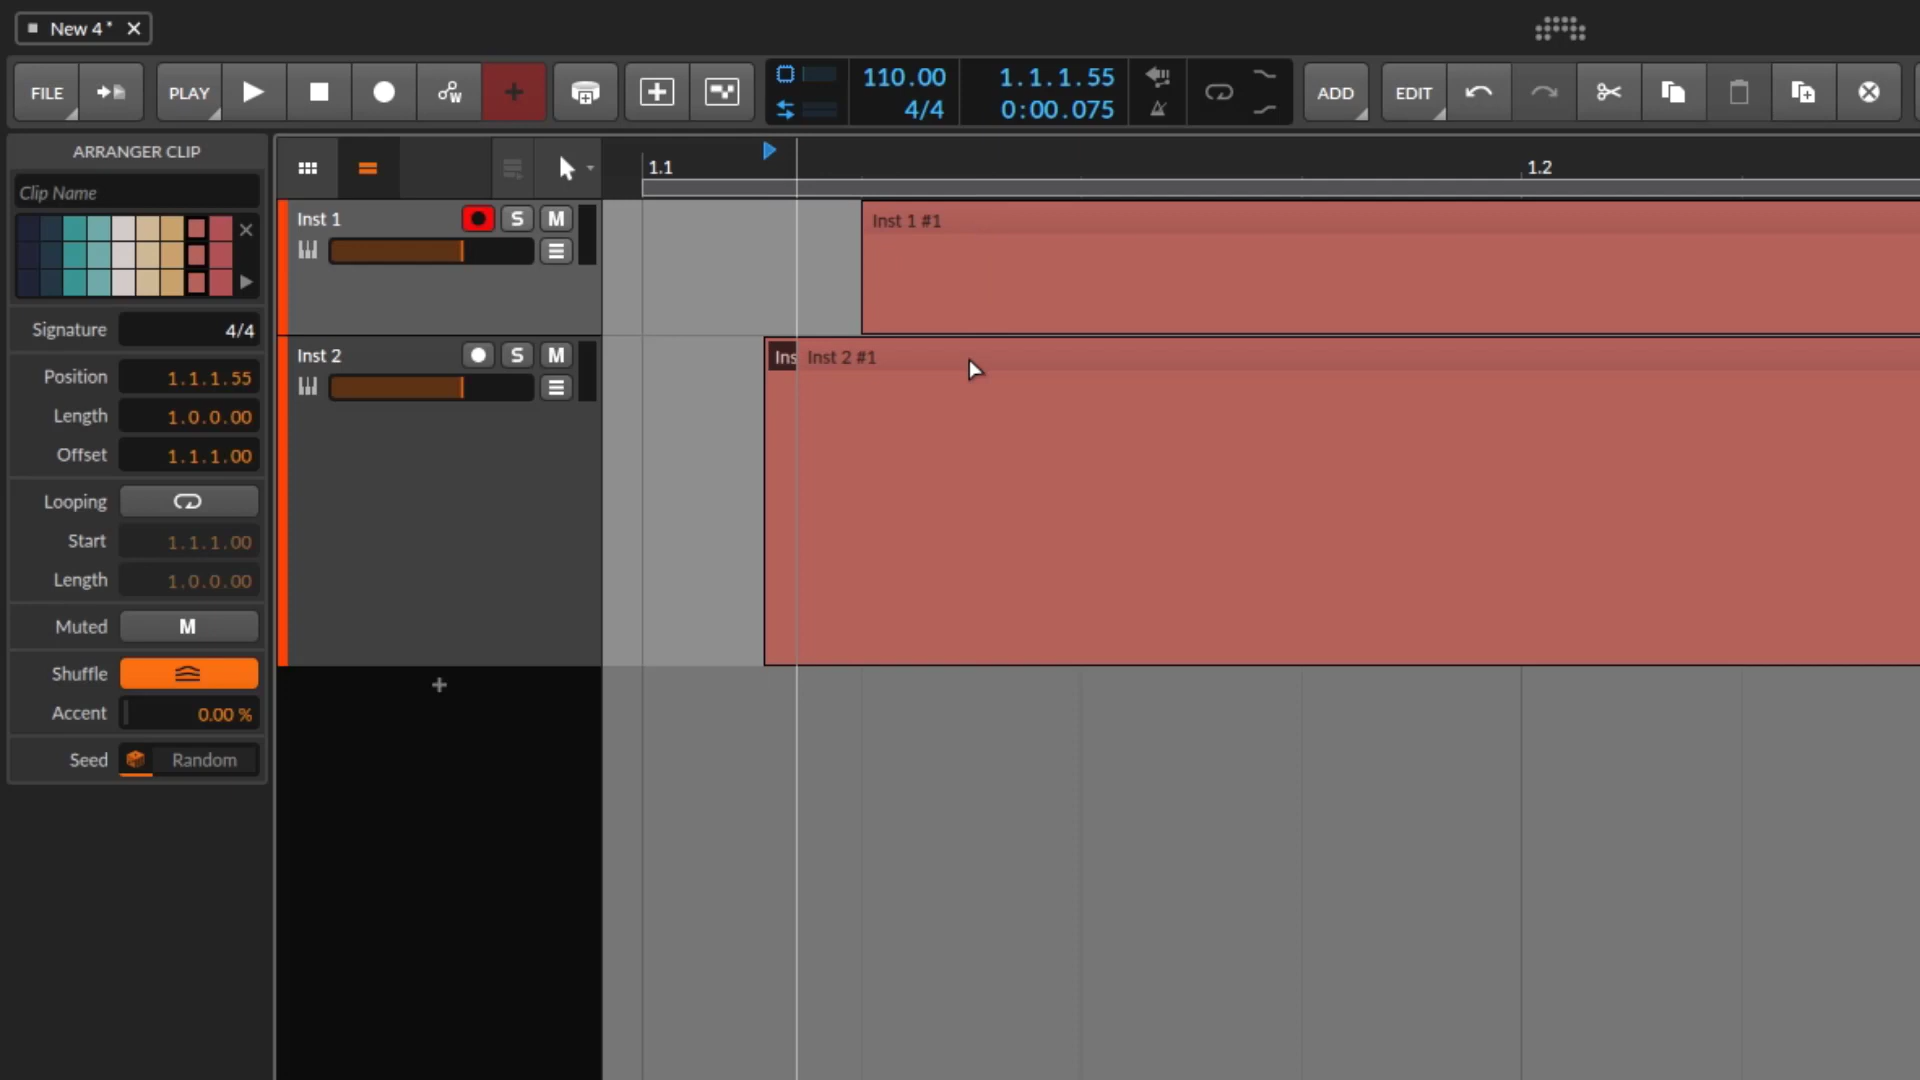 New 4*
FILE
PLAY
W
110.00
4/4
1.1.1.55
0:00.075
ADD
EDIT
ARRANGER CLIP
Clip Name
Signature 4/4
Position 1.1.1.55
Length 1.0.0.00
Offset 1.1.1.00
Looping
Start 1.1.1.00
Length 1.0.0.00
Muted M
Shuffle
Accent 0.00 %
Seed Random
1.1
1.2
Inst 1 S M
Inst 1 #1
Inst 2 S M
Ins
Inst 2 #1